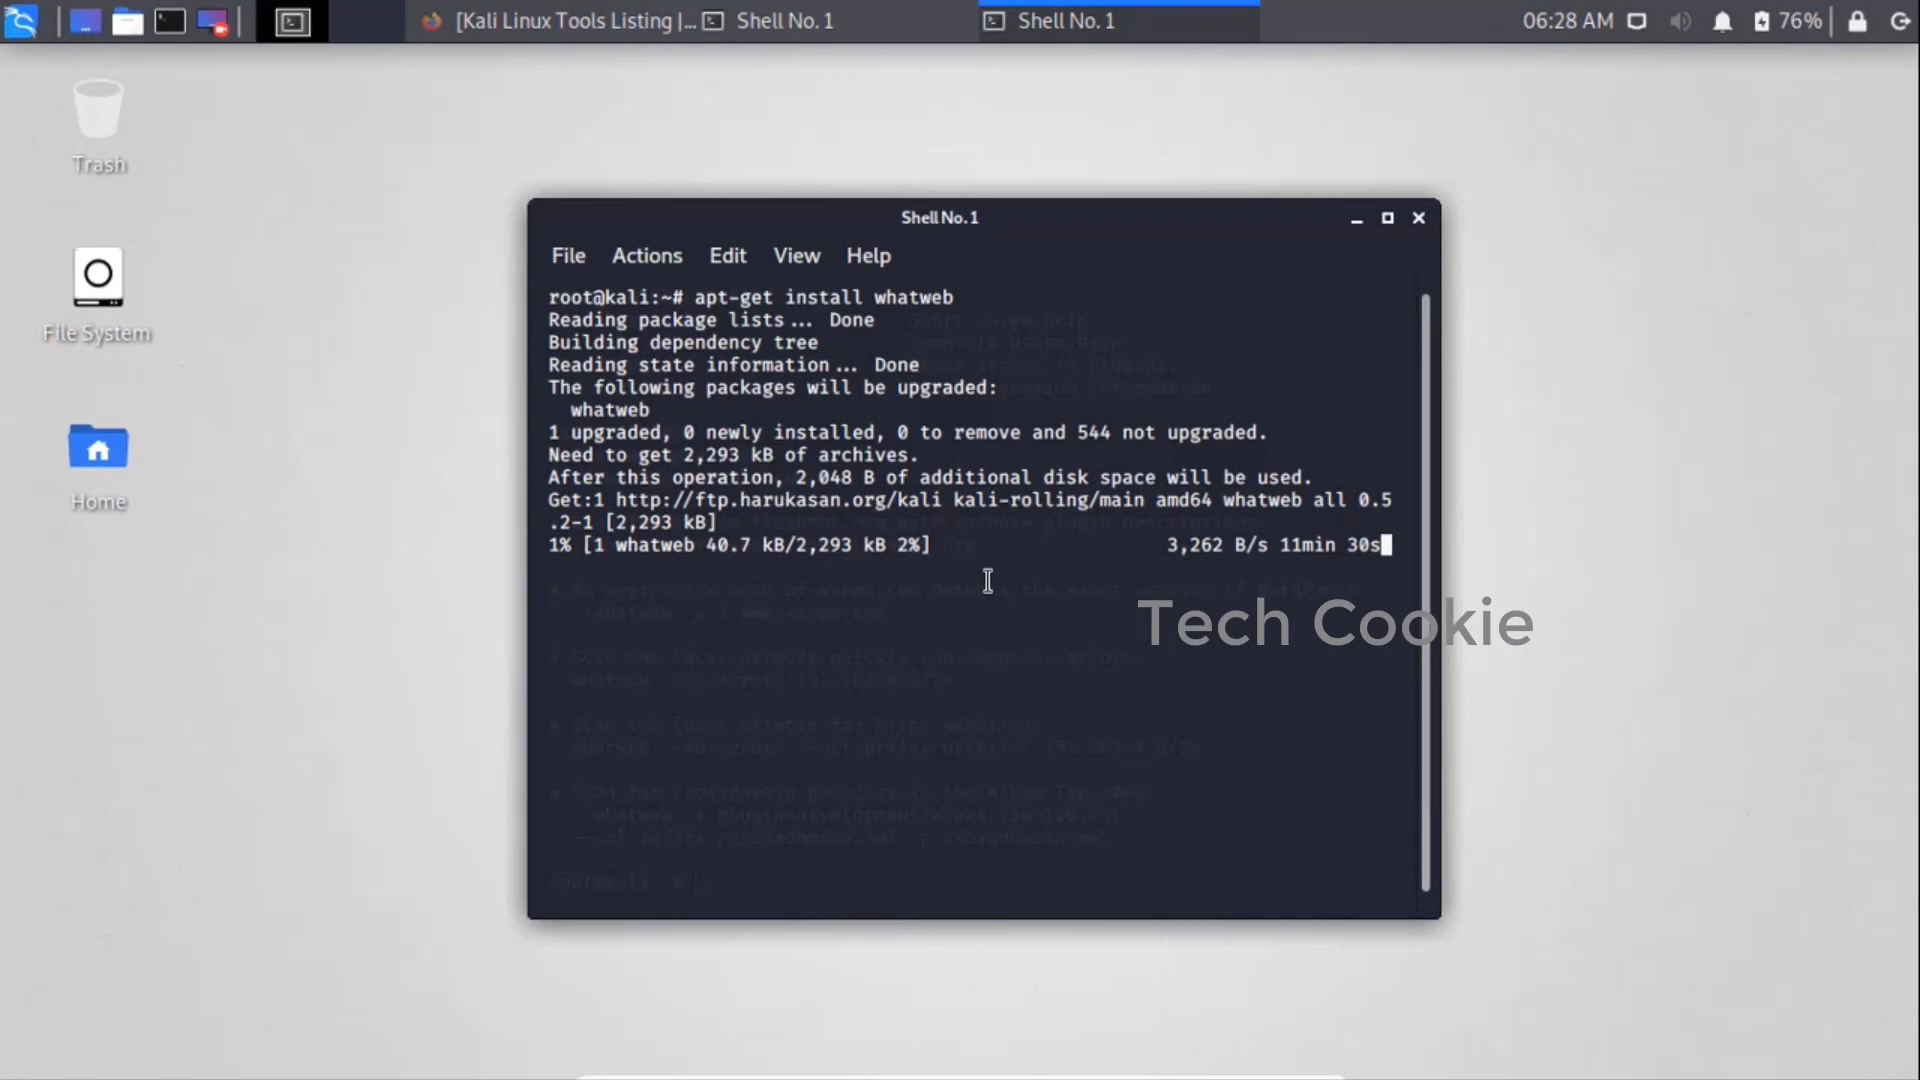 [Kali Linux Tools Listing |...
Shell No. 1
Shell No. 1
06:28 AM
76%
Trash
File System
Home
Shell No. 1
File Actions Edit View Help
root@kali:~# apt-get install whatweb
Reading package lists... Done
Building dependency tree
Reading state information... Done
The following packages will be upgraded:
whatweb
1 upgraded, 0 newly installed, 0 to remove and 544 not upgraded.
Need to get 2,293 kB of archives.
After this operation, 2,048 B of additional disk space will be used.
Get:1 http://ftp.harukasan.org/kali kali-rolling/main amd64 whatweb all 0.5
.2-1 [2,293 kB]
1% [1 whatweb 40.7 kB/2,293 kB 2%] 3,262 B/s 11min 30s
Tech Cookie